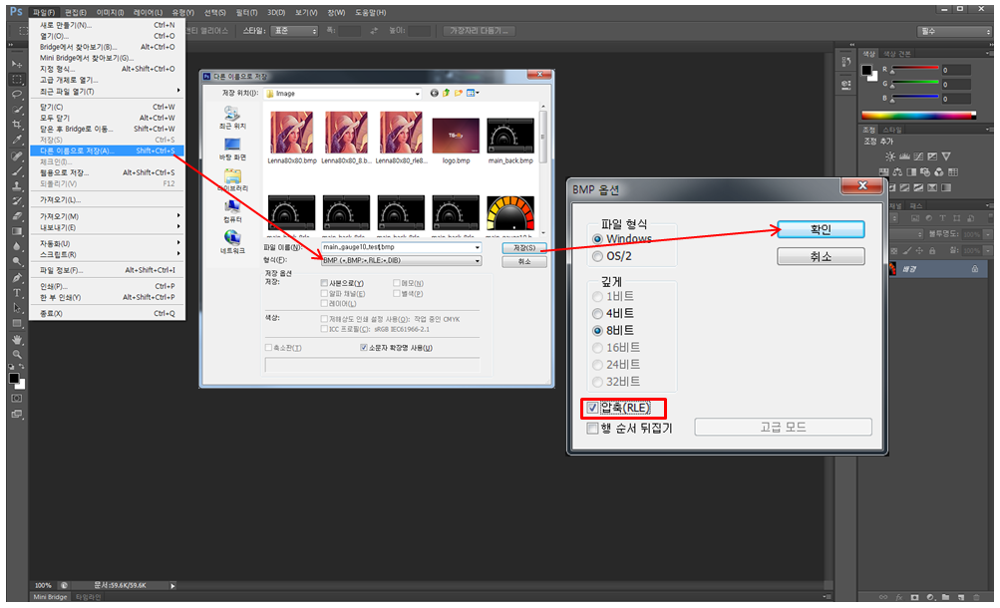 Ps 파일(F) 편집(E) 이미지(I) 레이어(L) 유형(Y) 선택(S) 필터(T) 3D(D) 보기(V) 창(W) 도움말(H)
스타일: 표준 폭: 높이: 가장자리 다듬기...
필수
새로 만들기(N)... Ctrl+N
열기(O)... Ctrl+O
Bridge에서 찾아보기(B)... Alt+Ctrl+O
Mini Bridge에서 찾아보기(G)...
지정 형식... Alt+Shift+Ctrl+O
고급 개체로 열기...
최근 파일 열기(T)
닫기(C) Ctrl+W
모두 닫기 Alt+Ctrl+W
닫은 후 Bridge로 이동... Shift+Ctrl+W
저장(S) Ctrl+S
다른 이름으로 저장(A)... Shift+Ctrl+S
체크인(I)...
웹용으로 저장... Alt+Shift+Ctrl+S
되돌리기(V) F12
가져오기(L)...
가져오기(M)
내보내기(E)
자동화(U)
스크립트(R)
파일 정보(F)... Alt+Shift+Ctrl+I
인쇄(P)... Ctrl+P
한 부 인쇄(Y) Alt+Shift+Ctrl+P
종료(X) Ctrl+Q
다른 이름으로 저장
저장 위치(I): Image
최근 위치
바탕 화면
라이브러리
컴퓨터
네트워크
Lenna80x80.bmp Lenna80x80_8.b... Lenna80x80_rle8... logo.bmp main_back.bmp
파일 이름(N): main_gauge10_test.bmp 저장(S)
형식(F): BMP (*.BMP;*.RLE;*.DIB) 취소
저장 옵션
저장: 사본으로(Y) 메모(N)
알파 채널(E) 별색(P)
레이어(L)
색상: 저해상도 인쇄 설정 사용(O): 작업 중인 CMYK
ICC 프로필(C): sRGB IEC61966-2.1
축소판(T) 소문자 확장명 사용(U)
BMP 옵션
파일 형식
Windows
OS/2
확인
취소
깊게
1비트
4비트
8비트
16비트
24비트
32비트
압축(RLE)
행 순서 뒤집기
고급 모드
색상 색상 견본
R 0
G 0
B 0
조정 스타일
조정 추가
패스
불투명도: 100%
칠: 100%
배경
100% 문서:59.6K/59.6K
Mini Bridge 타임라인